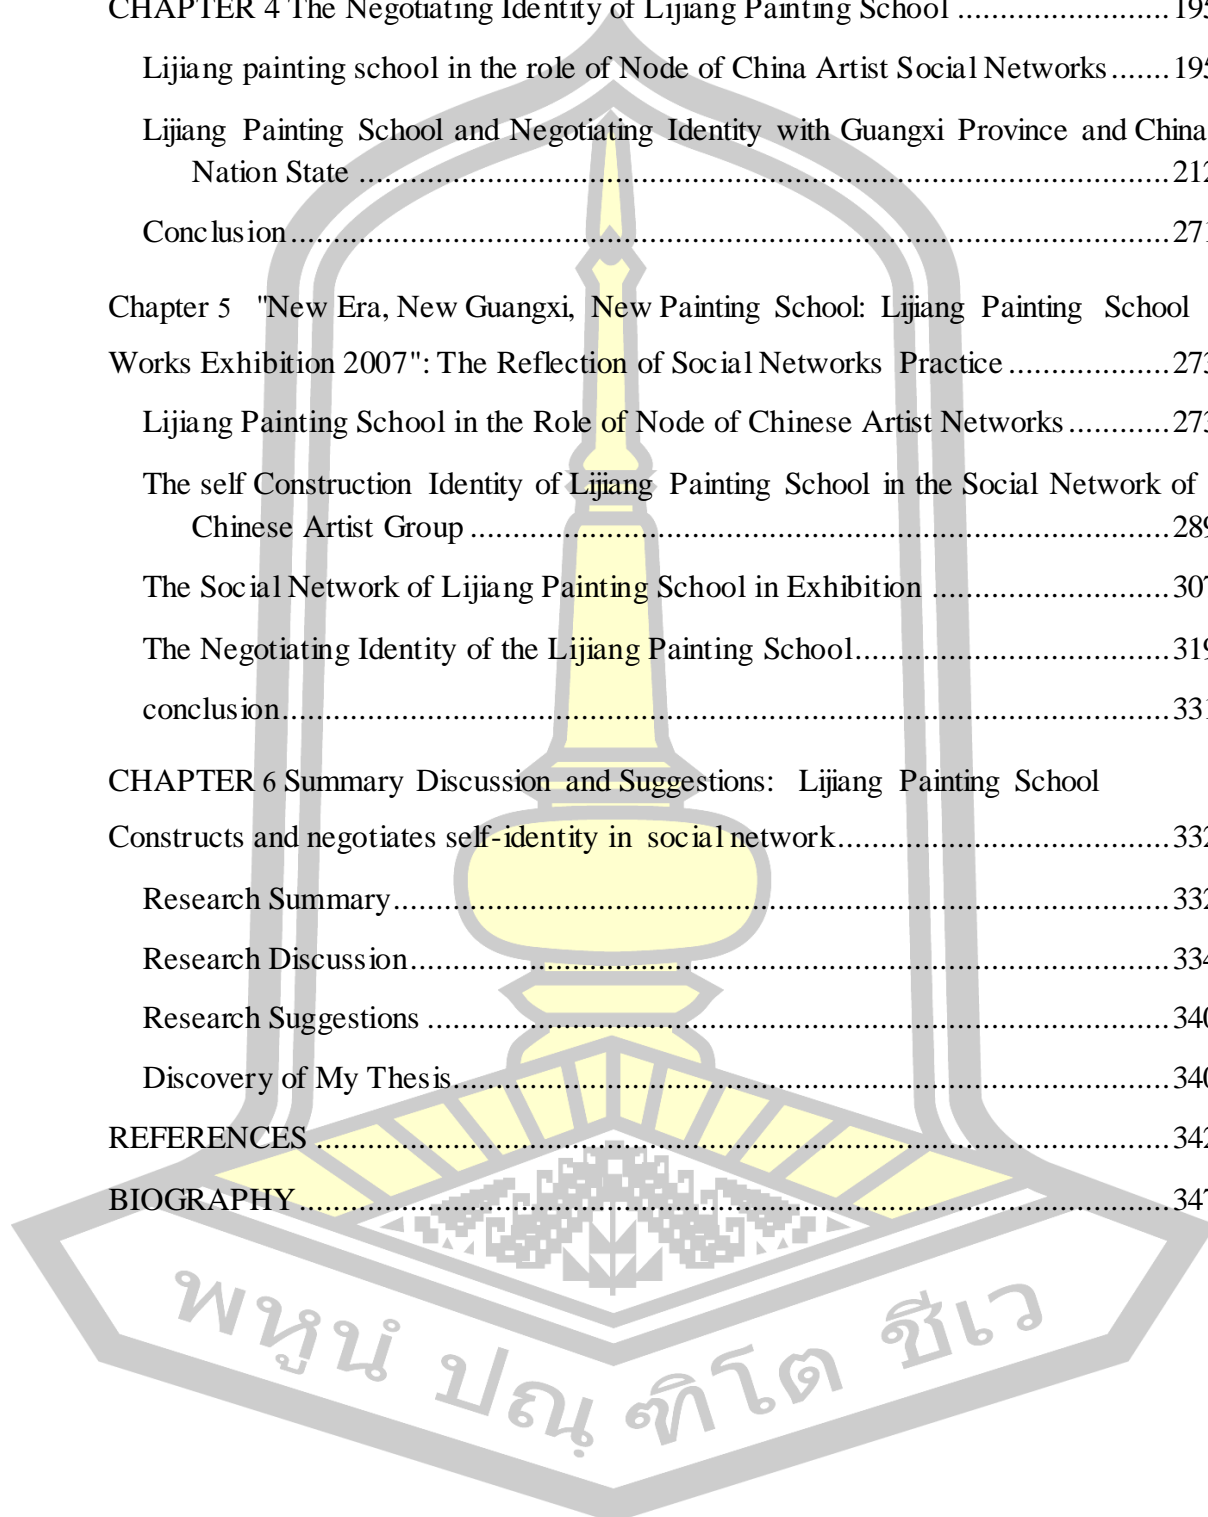 CHAPTER 4 The Negotiating Identity of Lijiang Painting School ........................... 195
Lijiang painting school in the role of Node of China Artist Social Networks ....... 195
Lijiang Painting School and Negotiating Identity with Guangxi Province and China
Nation State ........................................................................................................ 212
Conclusion ................................................................................................................ 271
Chapter 5 "New Era, New Guangxi, New Painting School: Lijiang Painting School
Works Exhibition 2007": The Reflection of Social Networks Practice .................... 273
Lijiang Painting School in the Role of Node of Chinese Artist Networks ............. 273
The self Construction Identity of Lijiang Painting School in the Social Network of
Chinese Artist Group .......................................................................................... 289
The Social Network of Lijiang Painting School in Exhibition .............................. 307
The Negotiating Identity of the Lijiang Painting School ........................................ 319
conclusion ................................................................................................................. 331
CHAPTER 6 Summary Discussion and Suggestions: Lijiang Painting School
Constructs and negotiates self-identity in social network ......................................... 332
Research Summary .................................................................................................... 332
Research Discussion .................................................................................................. 334
Research Suggestions ................................................................................................ 340
Discovery of My Thesis ............................................................................................. 340
REFERENCES ............................................................................................................. 342
BIOGRAPHY ............................................................................................................... 347
พหูนํ ปณฺฑิโต ชีเว